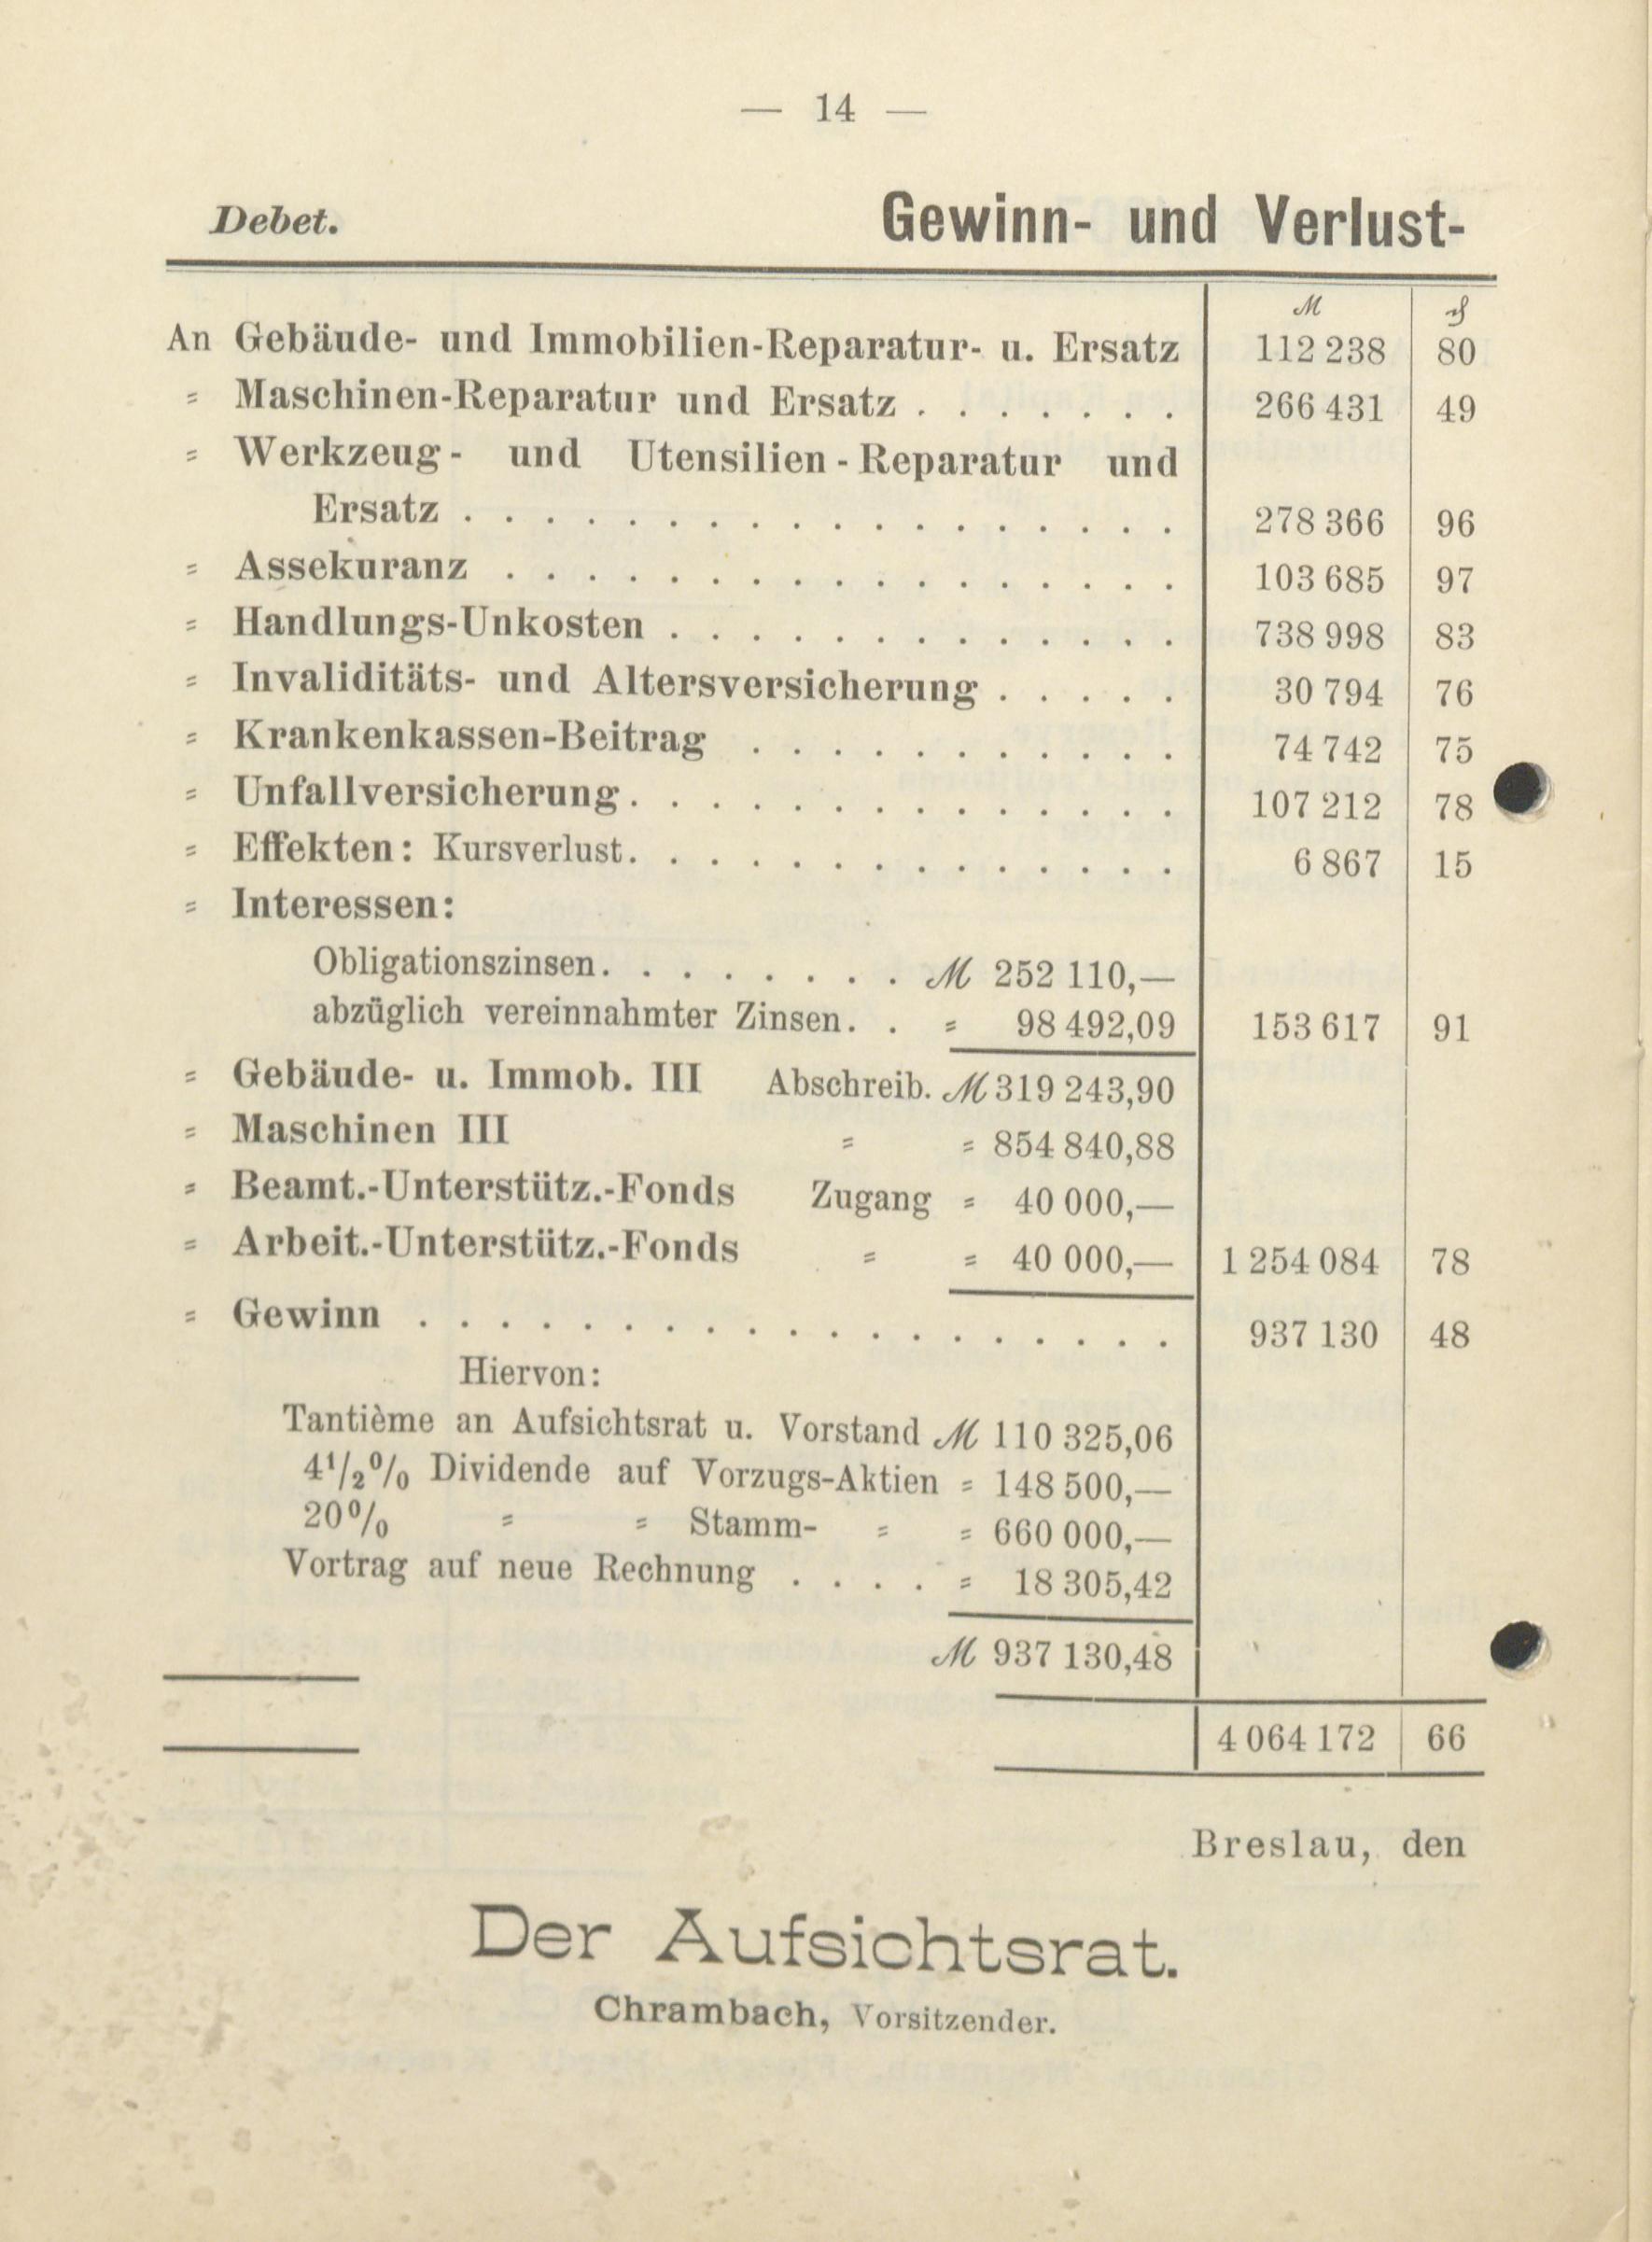 — 14 —
Debet. Gewinn- und Verlust-
ℳ ₰
An Gebäude- und Immobilien-Reparatur- u. Ersatz 112 238 80
= Maschinen-Reparatur und Ersatz . . . . . . . 266 431 49
= Werkzeug- und Utensilien-Reparatur und
Ersatz . . . . . . . . . . . . . . . . . . 278 366 96
= Assekuranz . . . . . . . . . . . . . . . . . 103 685 97
= Handlungs-Unkosten . . . . . . . . . . . . . 738 998 83
= Invaliditäts- und Altersversicherung . . . . . 30 794 76
= Krankenkassen-Beitrag . . . . . . . . . . . 74 742 75
= Unfallversicherung . . . . . . . . . . . . . . 107 212 78
= Effekten: Kursverlust . . . . . . . . . . . . . . 6 867 15
= Interessen:
Obligationszinsen . . . . . . . . ℳ 252 110,—
abzüglich vereinnahmter Zinsen . . = 98 492,09 153 617 91
= Gebäude- u. Immob. III Abschreib. ℳ 319 243,90
= Maschinen III = = 854 840,88
= Beamt.-Unterstütz.-Fonds Zugang = 40 000,—
= Arbeit.-Unterstütz.-Fonds = = 40 000,— 1 254 084 78
= Gewinn . . . . . . . . . . . . . . . . . . . 937 130 48
Hiervon:
Tantième an Aufsichtsrat u. Vorstand ℳ 110 325,06
4¹/₂% Dividende auf Vorzugs-Aktien = 148 500,—
20% = = Stamm- = = 660 000,—
Vortrag auf neue Rechnung . . . . = 18 305,42
ℳ 937 130,48
4 064 172 66
Breslau, den
Der Aufsichtsrat.
Chrambach, Vorsitzender.